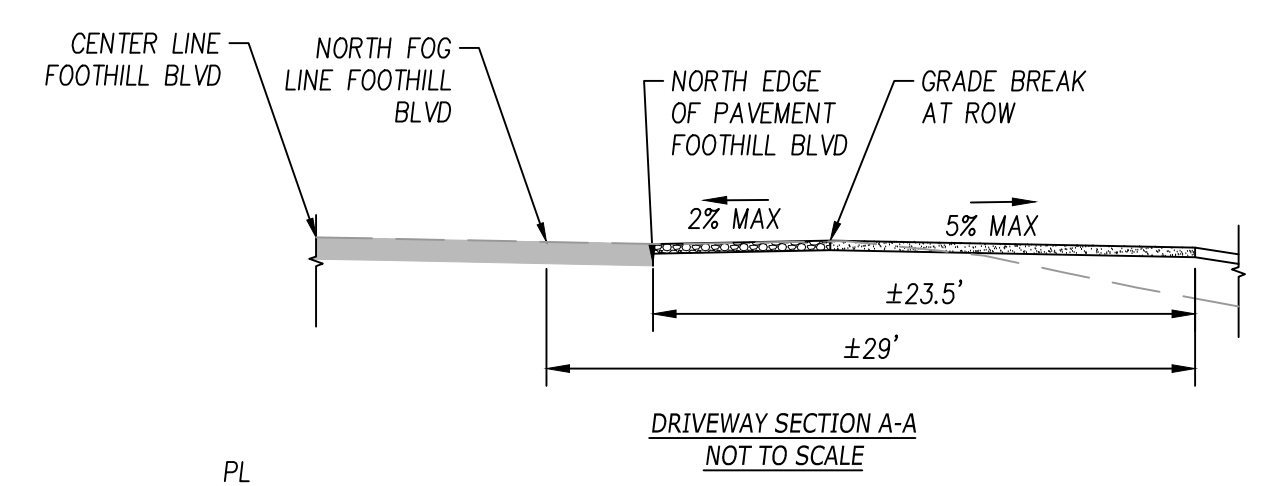 CENTER LINE
FOOTHILL BLVD
NORTH FOG
LINE FOOTHILL
BLVD
NORTH EDGE
OF PAVEMENT
FOOTHILL BLVD
GRADE BREAK
AT ROW
2% MAX
5% MAX
±23.5'
±29'
DRIVEWAY SECTION A-A
NOT TO SCALE
PL